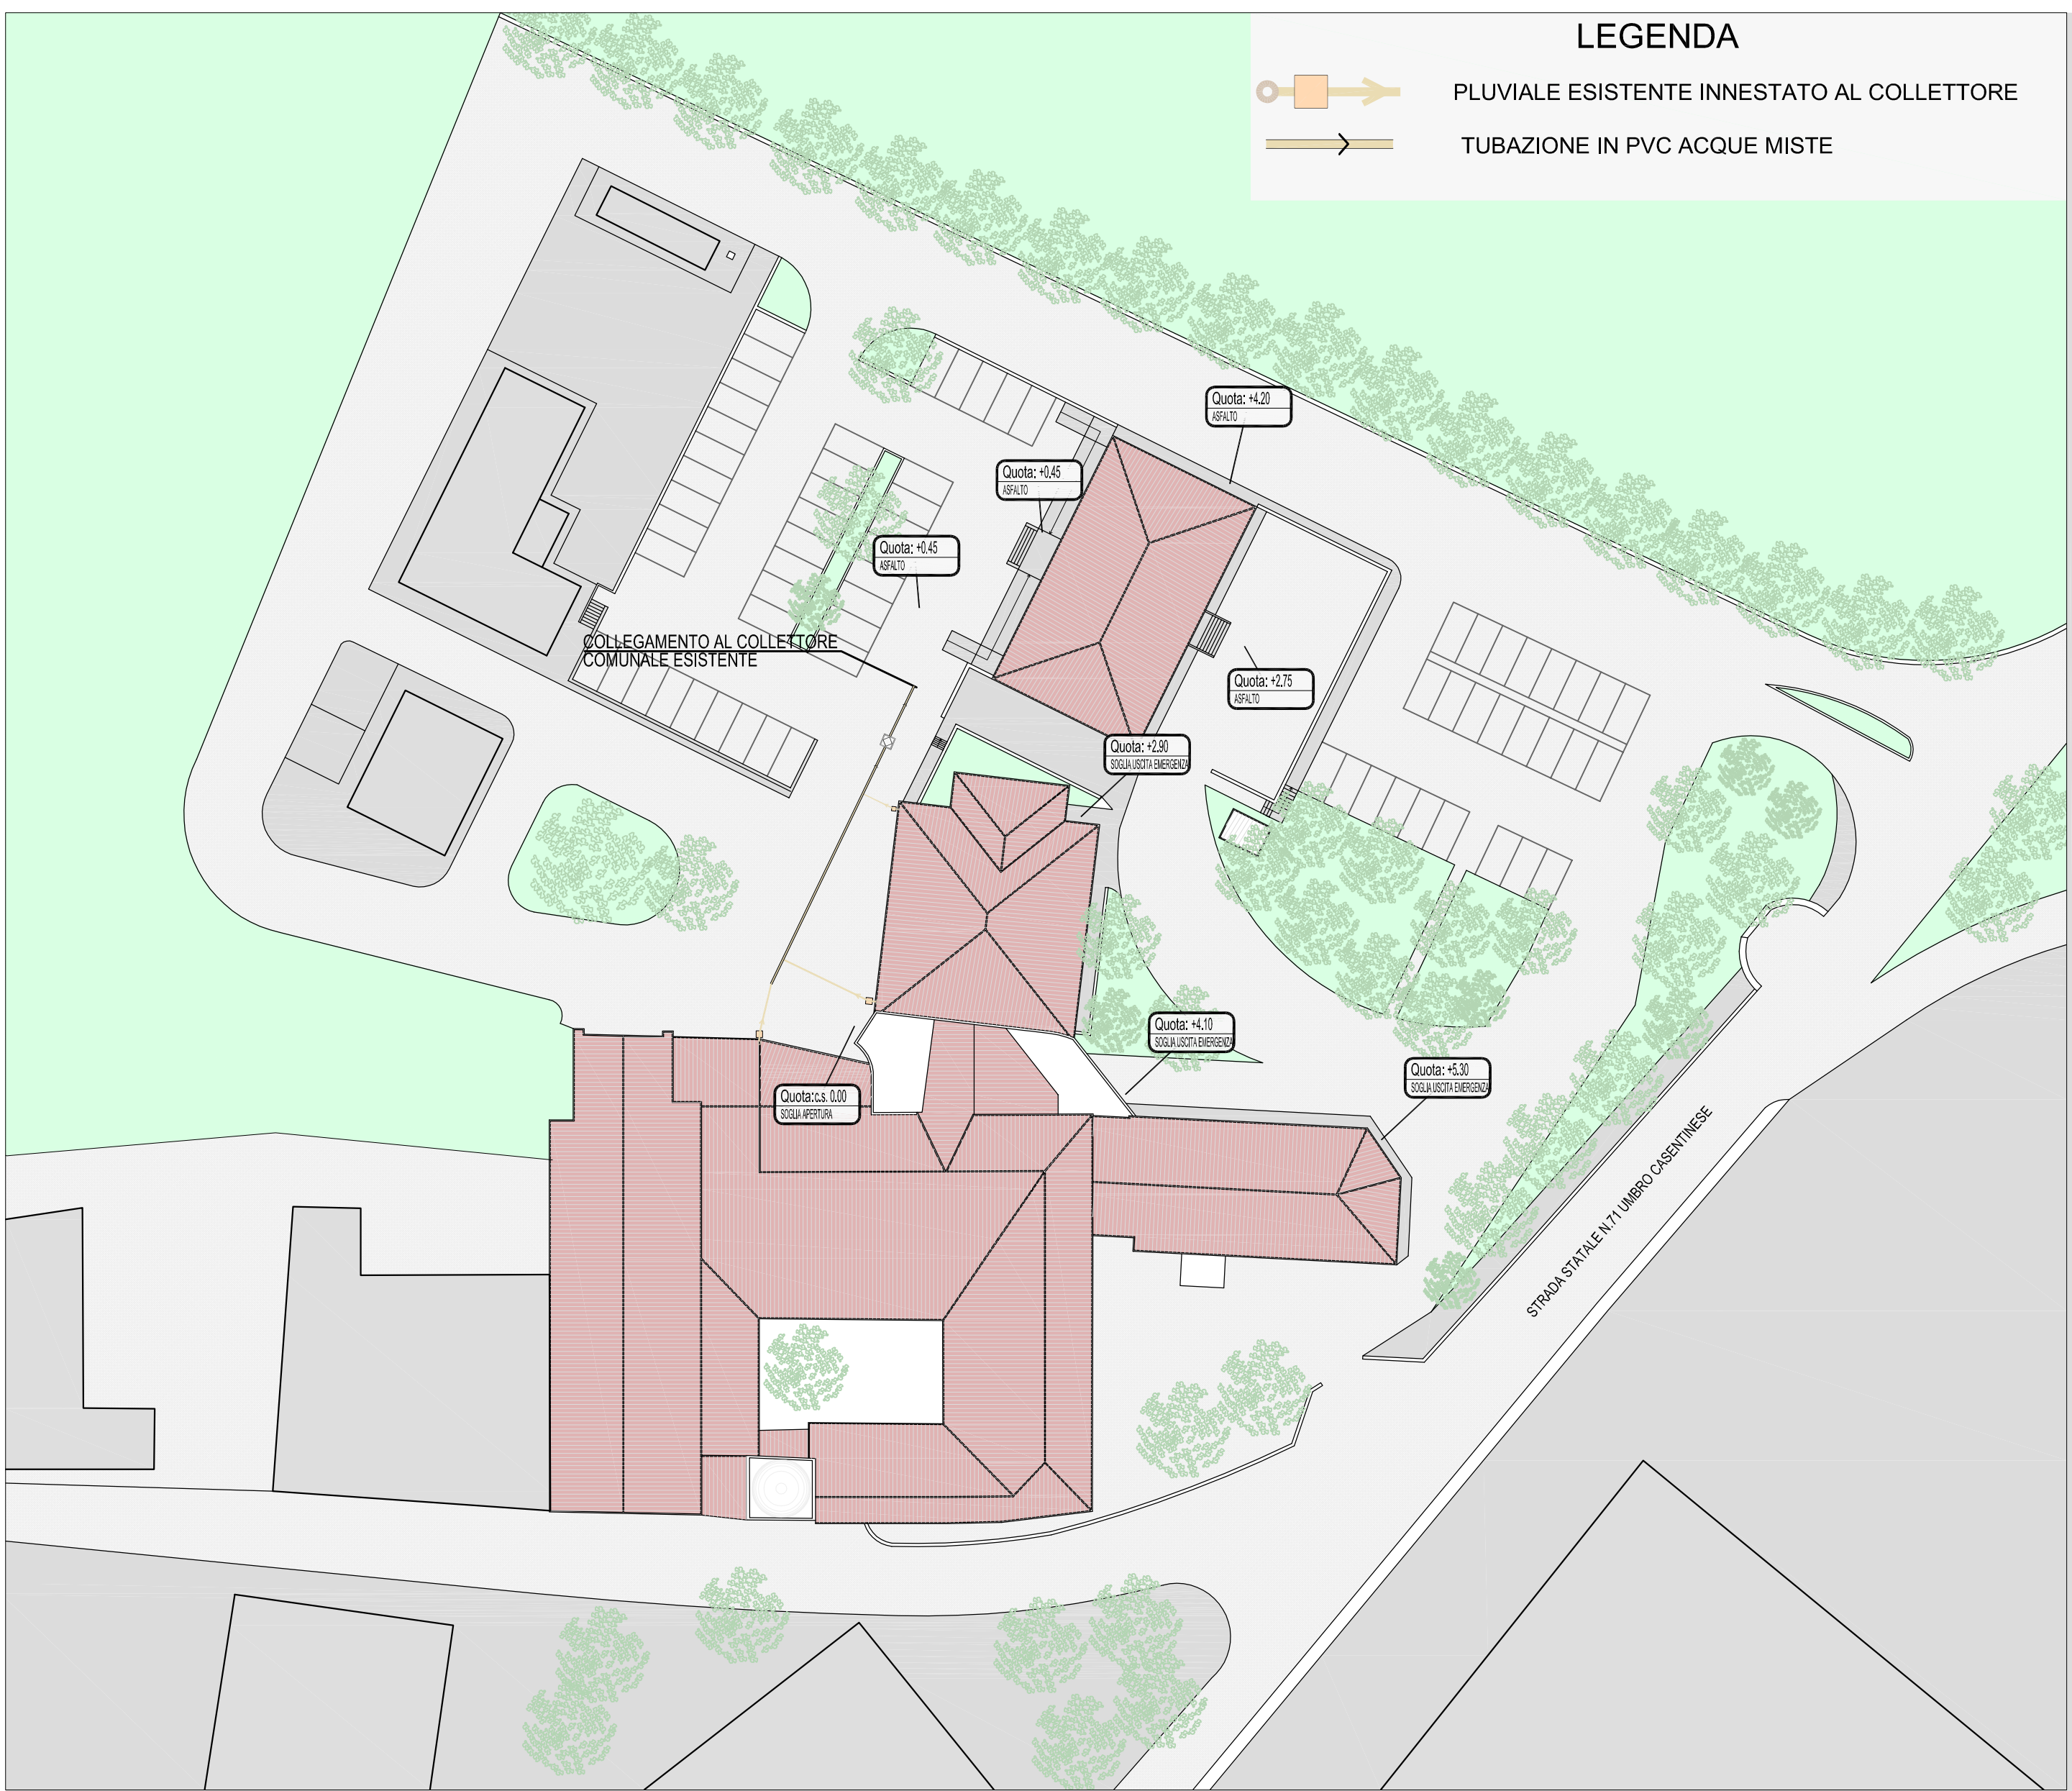 LEGENDA
PLUVIALE ESISTENTE INNESTATO AL COLLETTORE
TUBAZIONE IN PVC ACQUE MISTE
Quota: +4.20
ASFALTO
Quota: +0.45
ASFALTO
Quota: +0.45
ASFALTO
COLLEGAMENTO AL COLLETTORE
COMUNALE ESISTENTE
Quota: +2.75
ASFALTO
Quota: +2.90
SOGLIA USCITA EMERGENZA
Quota: +4.10
SOGLIA USCITA EMERGENZA
Quota: +5.30
SOGLIA USCITA EMERGENZA
Quota:c.s. 0.00
SOGLIA APERTURA
STRADA STATALE N.71 UMBRO CASENTINESE